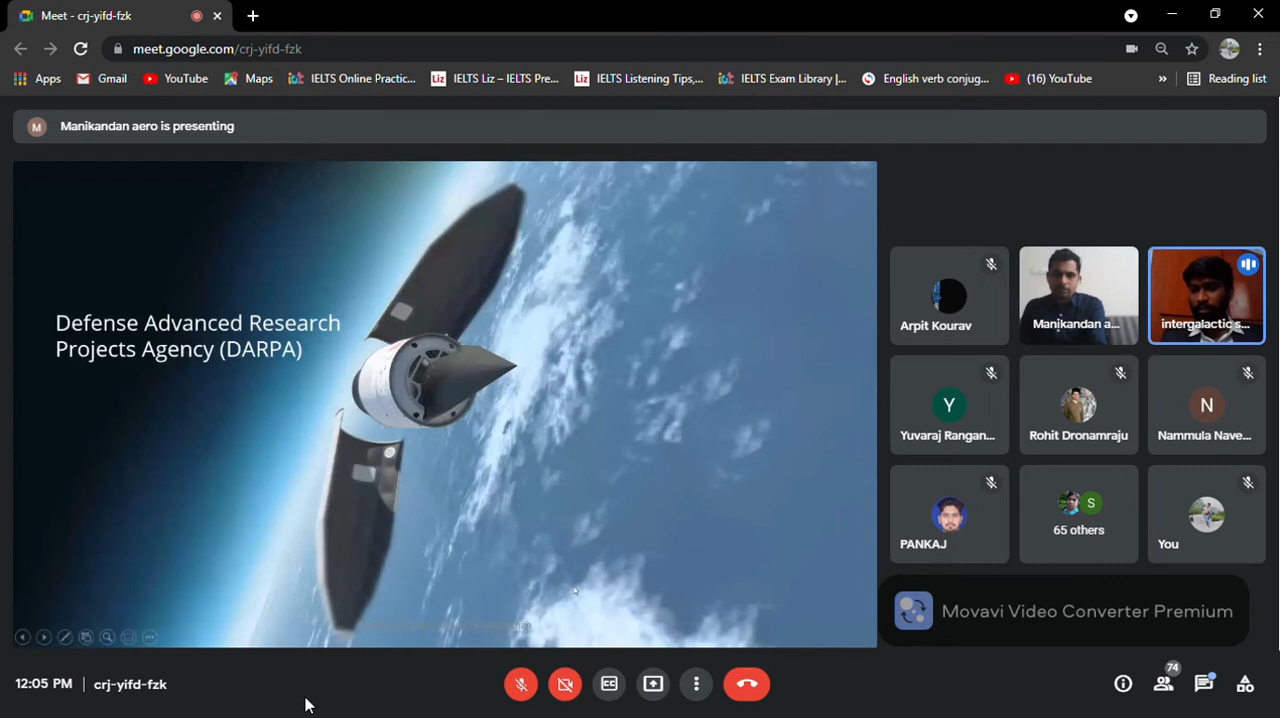 Meet - crj-yifd-fzk
meet.google.com/crj-yifd-fzk
Apps
Gmail
YouTube
Maps
IELTS Online Practic...
Liz
IELTS Liz – IELTS Pre...
Liz
IELTS Listening Tips,...
IELTS Exam Library |...
English verb conjug...
(16) YouTube
»
Reading list
M
Manikandan aero is presenting
Defense Advanced Research
Projects Agency (DARPA)
Arpit Kourav
Manikandan a...
intergalactic s...
Y
Yuvaraj Rangan...
Rohit Dronamraju
N
Nammula Nave...
PANKAJ
S
65 others
You
Movavi Video Converter Premium
12:05 PM
crj-yifd-fzk
CC
74